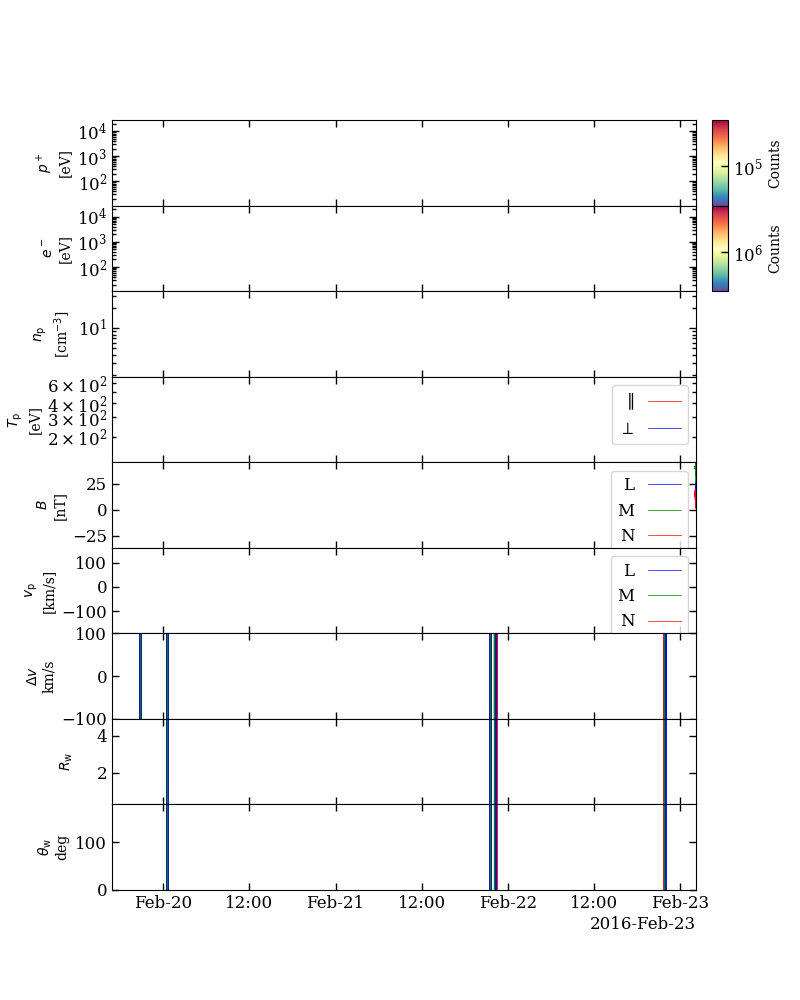 10⁴
10³
10²
p⁺
[eV]
10⁵
Counts
10⁴
10³
10²
e⁻
[eV]
10⁶
Counts
10¹
nₚ
[cm⁻³]
6 × 10²
4 × 10²
3 × 10²
2 × 10²
Tₚ
[eV]
∥
⊥
25
0
−25
B
[nT]
L
M
N
100
0
−100
vₚ
[km/s]
L
M
N
100
0
−100
Δv
km/s
4
2
R_w
100
0
θ_w
deg
Feb-20 12:00 Feb-21 12:00 Feb-22 12:00 Feb-23
2016-Feb-23